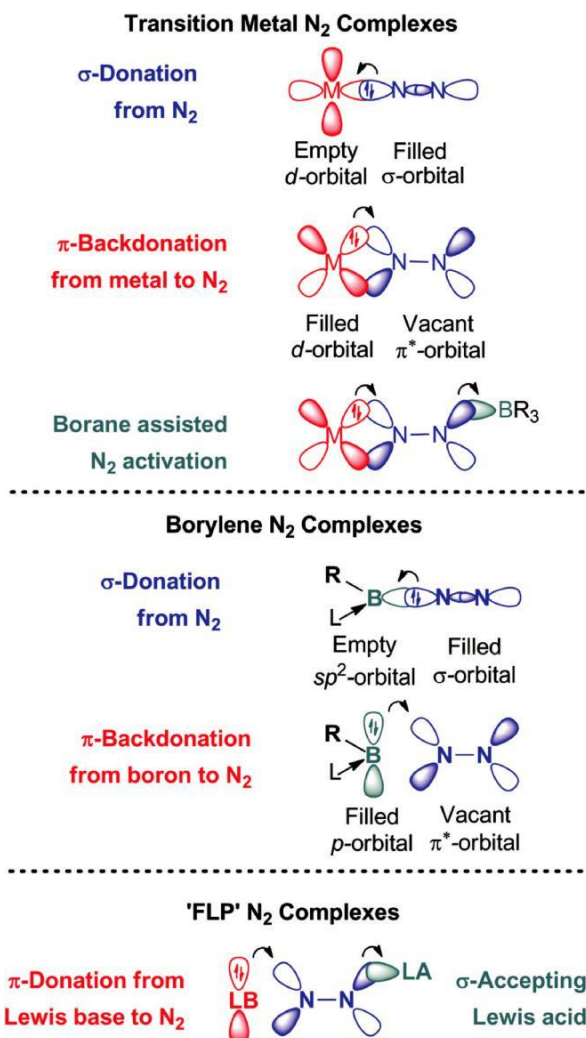 Transition Metal N₂ Complexes
σ-Donation
from N₂
M N N
Empty Filled
d-orbital σ-orbital
π-Backdonation
from metal to N₂
M N N
Filled Vacant
d-orbital π*-orbital
Borane assisted
N₂ activation
M N N BR₃
Borylene N₂ Complexes
σ-Donation
from N₂
R
B N N
L
Empty Filled
sp²-orbital σ-orbital
π-Backdonation
from boron to N₂
R
B N N
L
Filled Vacant
p-orbital π*-orbital
'FLP' N₂ Complexes
π-Donation from
Lewis base to N₂
LB N N LA
σ-Accepting
Lewis acid